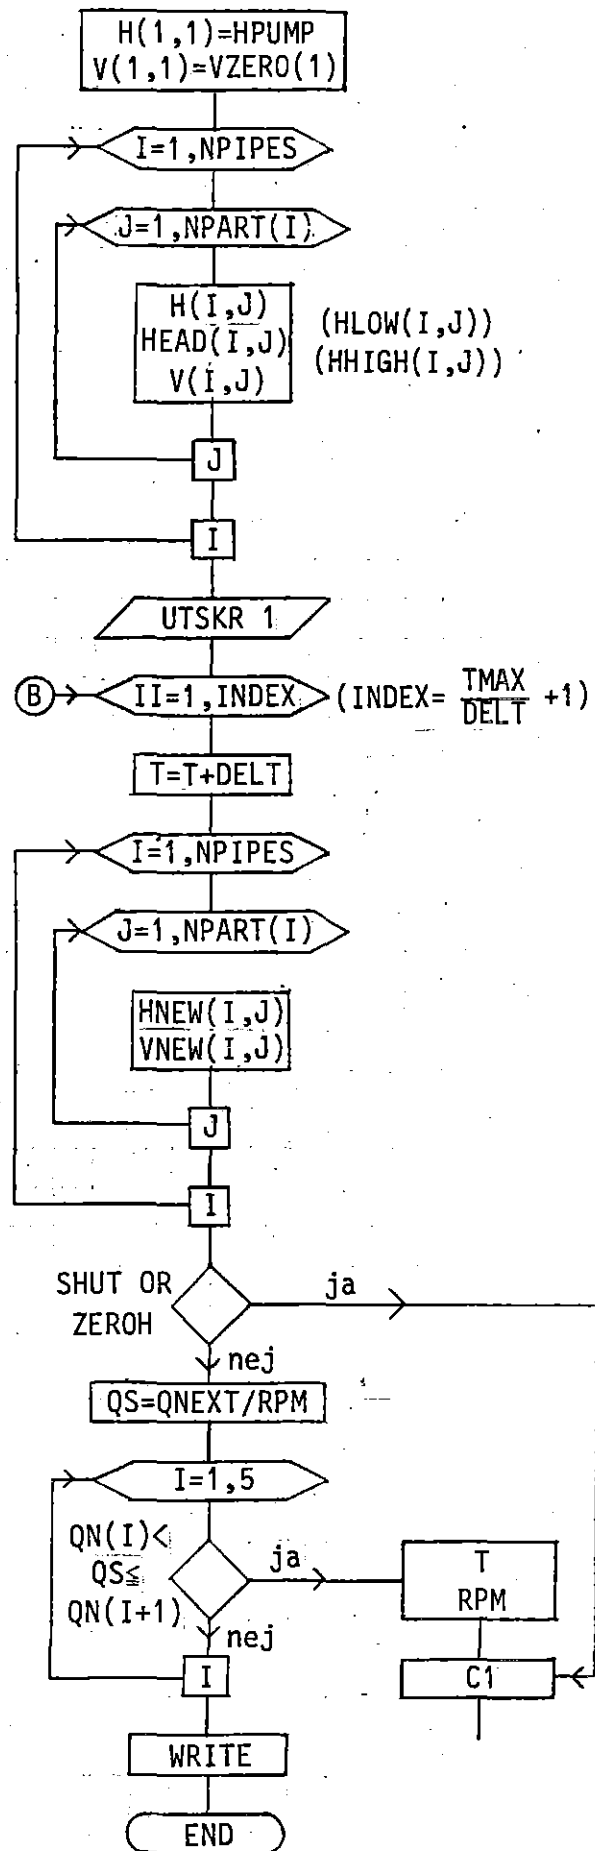 H(1,1)=HPUMP
V(1,1)=VZERO(1)
I=1,NPIPES
J=1,NPART(I)
H(I,J)
HEAD(I,J)
V(I,J)
(HLOW(I,J))
(HHIGH(I,J))
J
I
UTSKR 1
B
II=1,INDEX
(INDEX= TMAX/DELT +1)
T=T+DELT
I=1,NPIPES
J=1,NPART(I)
HNEW(I,J)
VNEW(I,J)
J
I
SHUT OR
ZEROH
ja
nej
QS=QNEXT/RPM
I=1,5
QN(I)<
QS≤
QN(I+1)
ja
nej
T
RPM
I
C1
WRITE
END